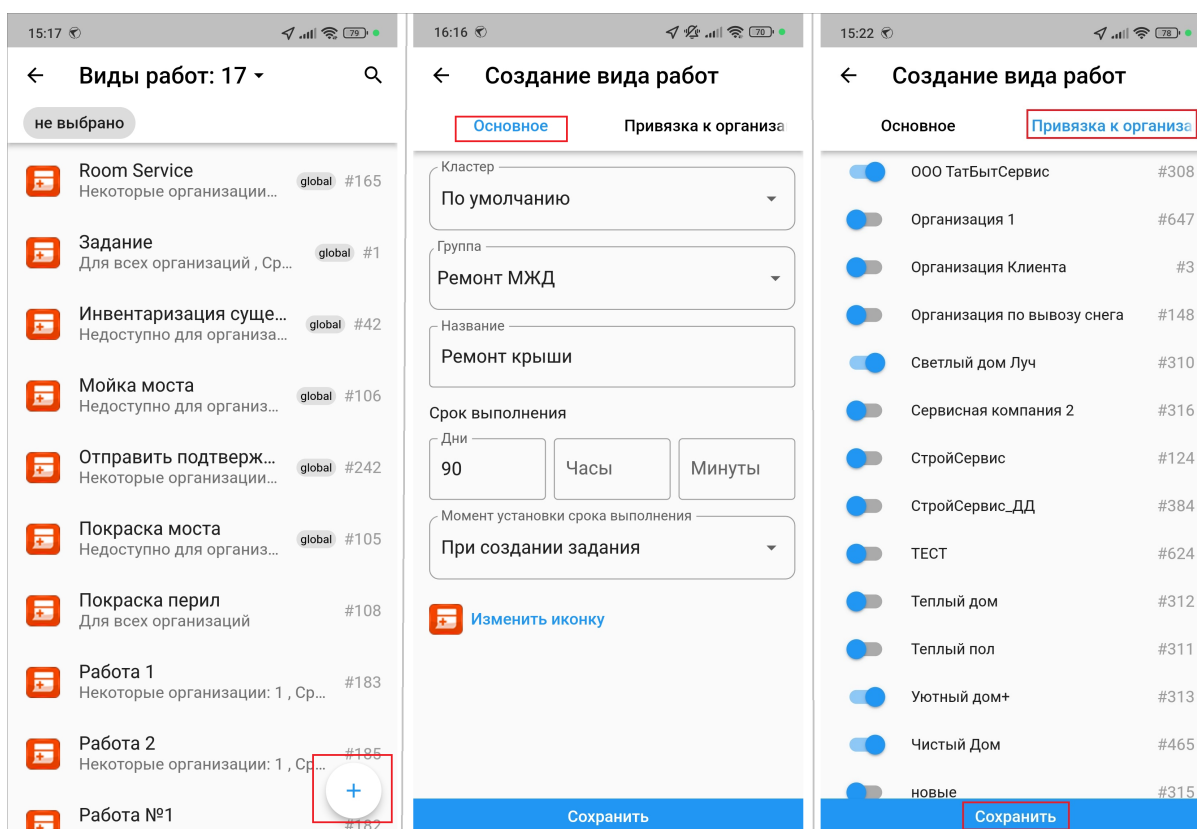 15:17
79
Виды работ: 17
не выбрано
Room Service
Некоторые организации...
global #165
Задание
Для всех организаций , Ср...
global #1
Инвентаризация суще...
Недоступно для организа...
global #42
Мойка моста
Недоступно для организ...
global #106
Отправить подтверж...
Некоторые организации...
global #242
Покраска моста
Недоступно для организ...
global #105
Покраска перил
Для всех организаций
#108
Работа 1
Некоторые организации: 1 , Ср...
#183
Работа 2
Некоторые организации: 1 , Ср...
#185
+
Работа №1
#182
16:16
70
Создание вида работ
Основное
Привязка к организа
Кластер
По умолчанию
Группа
Ремонт МЖД
Название
Ремонт крыши
Срок выполнения
Дни
90 Часы Минуты
Момент установки срока выполнения
При создании задания
Изменить иконку
Сохранить
15:22
78
Создание вида работ
Основное
Привязка к организа
ООО ТатБытСервис #308
Организация 1 #647
Организация Клиента #3
Организация по вывозу снега #148
Светлый дом Луч #310
Сервисная компания 2 #316
СтройСервис #124
СтройСервис_ДД #384
ТЕСТ #624
Теплый дом #312
Теплый пол #311
Уютный дом+ #313
Чистый Дом #465
новые #315
Сохранить